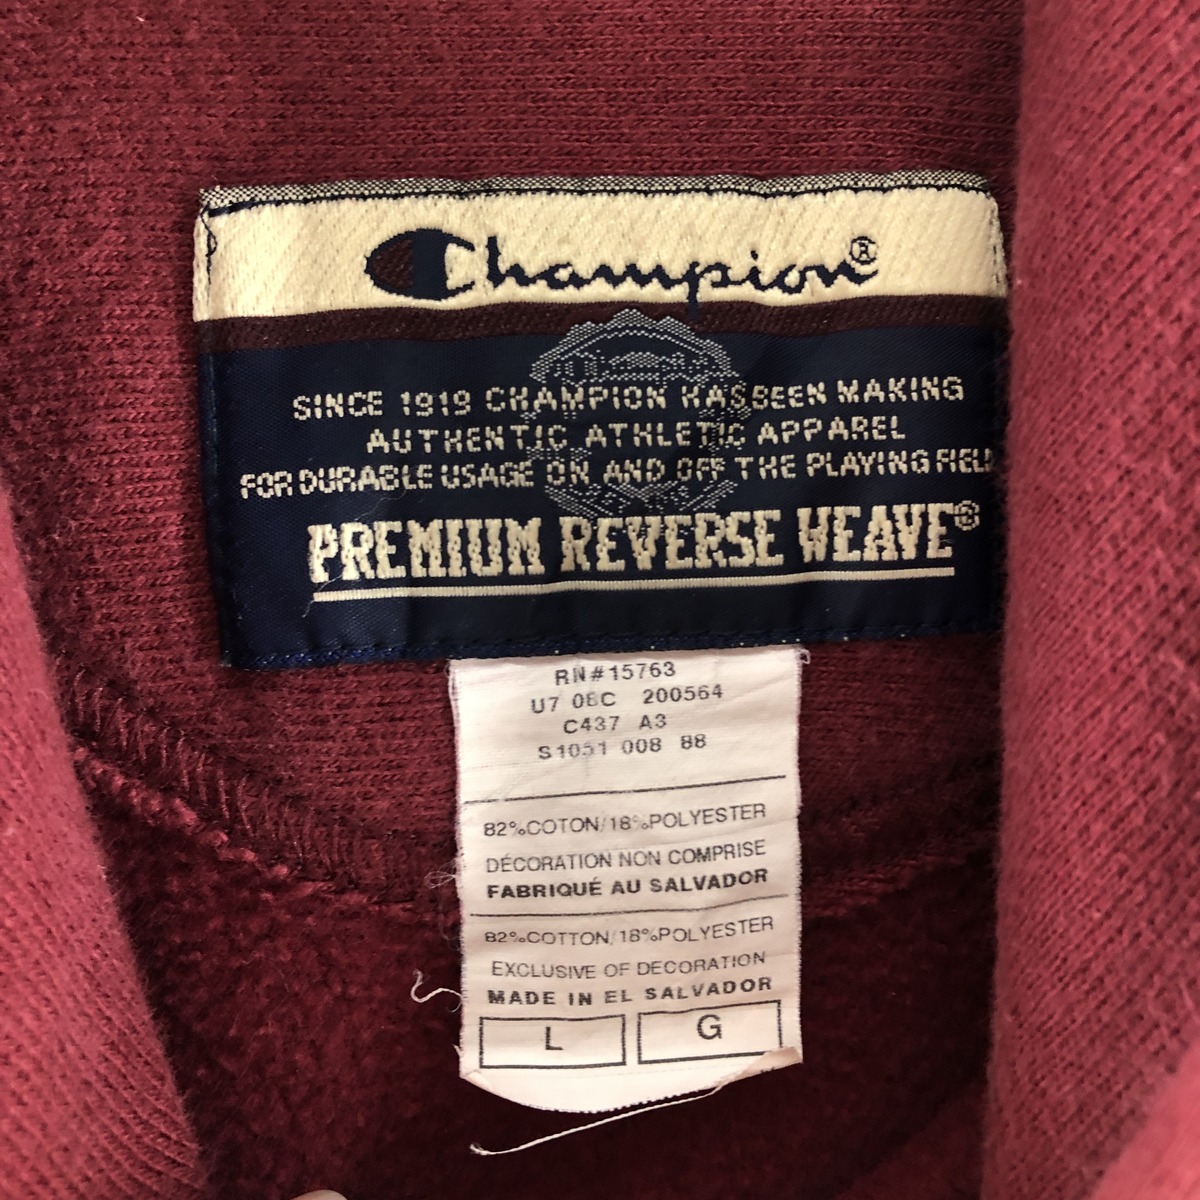 Champion®
SINCE 1919 CHAMPION HAS BEEN MAKING
AUTHENTIC ATHLETIC APPAREL
FOR DURABLE USAGE ON AND OFF THE PLAYING FIELD
PREMIUM REVERSE WEAVE®
RN#15763
U7 08C 200564
C437 A3
S1051 008 88
82%COTON/18%POLYESTER
DÉCORATION NON COMPRISE
FABRIQUÉ AU SALVADOR
82%COTTON/18%POLYESTER
EXCLUSIVE OF DECORATION
MADE IN EL SALVADOR
L G